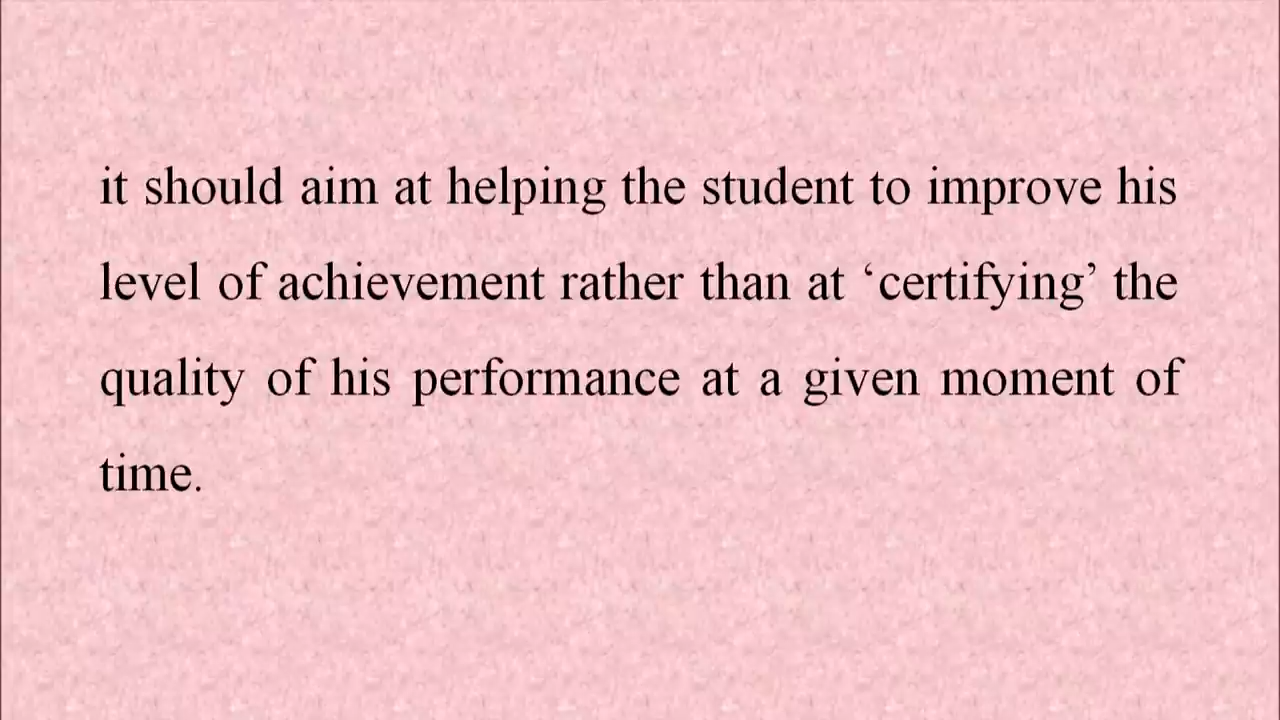 it should aim at helping the student to improve his
level of achievement rather than at ‘certifying’ the
quality of his performance at a given moment of
time.